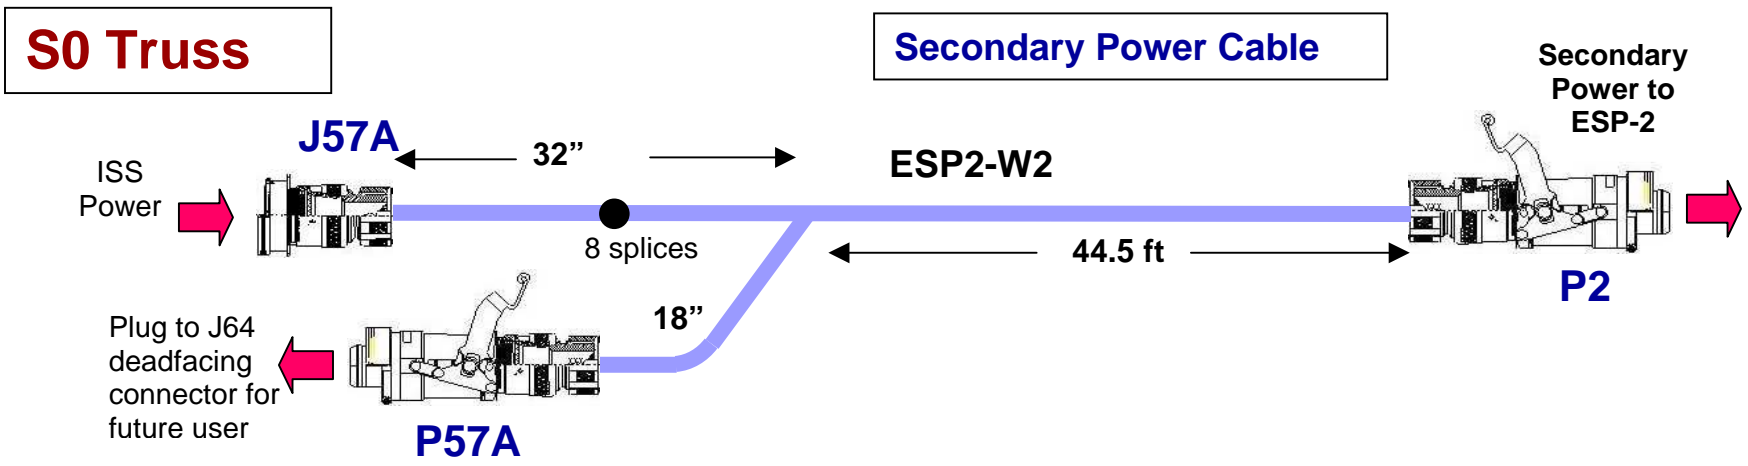 S0 Truss
Secondary Power Cable
Secondary
Power to
ESP-2
J57A
32”
ESP2-W2
ISS
Power
8 splices
44.5 ft
P2
18”
Plug to J64
deadfacing
connector for
future user
P57A